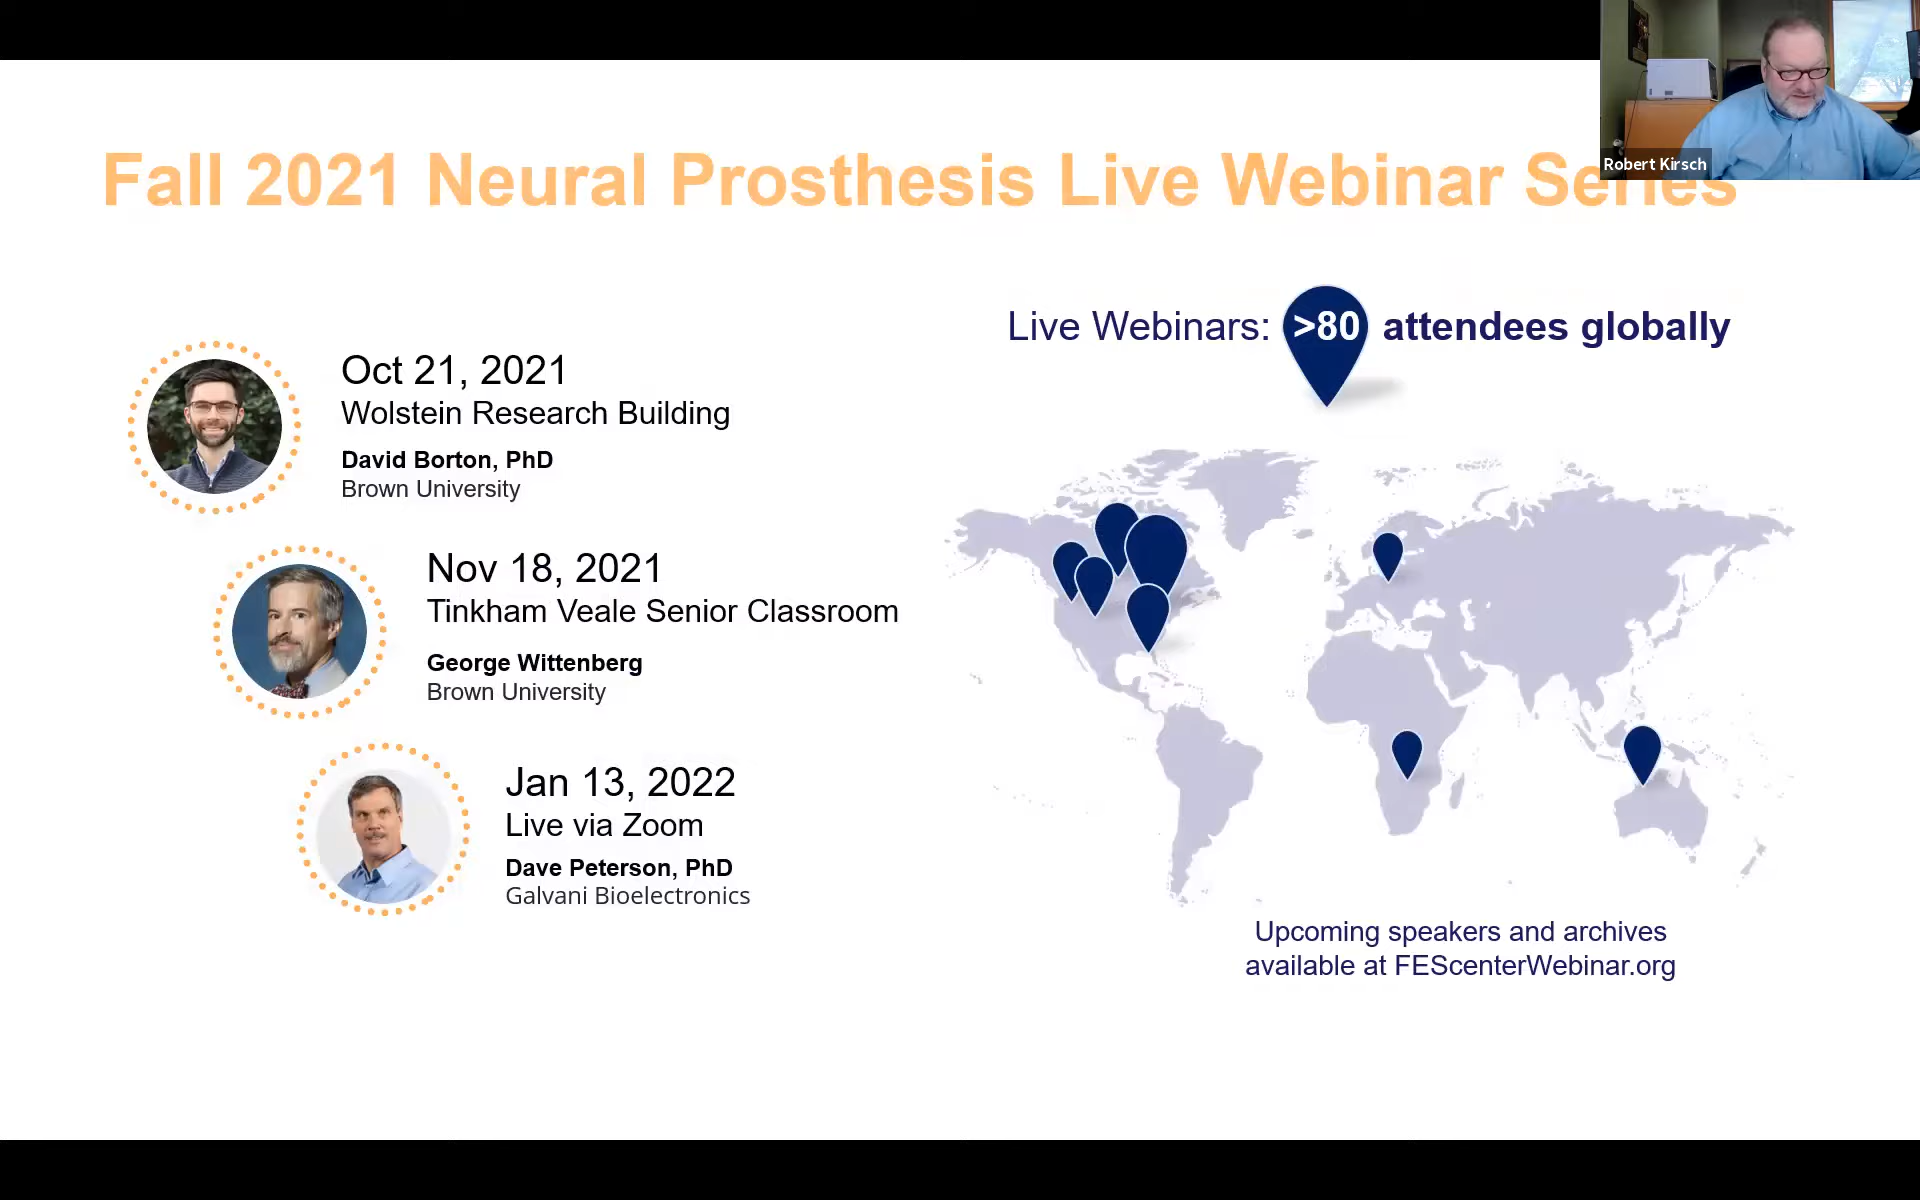 Robert Kirsch
Fall 2021 Neural Prosthesis Live Webinar Series
Oct 21, 2021
Wolstein Research Building
David Borton, PhD
Brown University
Nov 18, 2021
Tinkham Veale Senior Classroom
George Wittenberg
Brown University
Jan 13, 2022
Live via Zoom
Dave Peterson, PhD
Galvani Bioelectronics
Live Webinars: >80 attendees globally
Upcoming speakers and archives
available at FEScenterWebinar.org